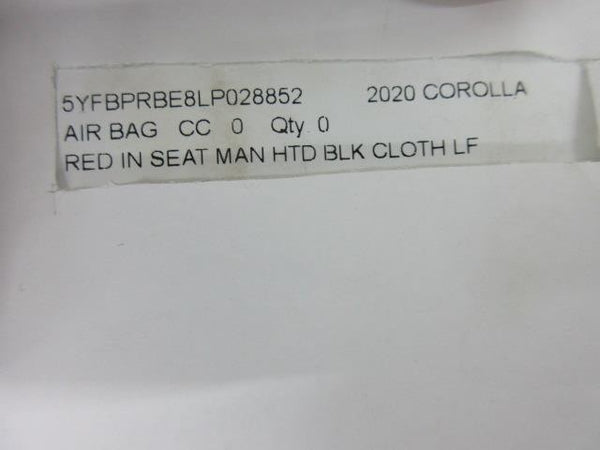 5YFBPRBE8LP028852 2020 COROLLA
AIR BAG CC 0 Qty. 0
RED IN SEAT MAN HTD BLK CLOTH LF